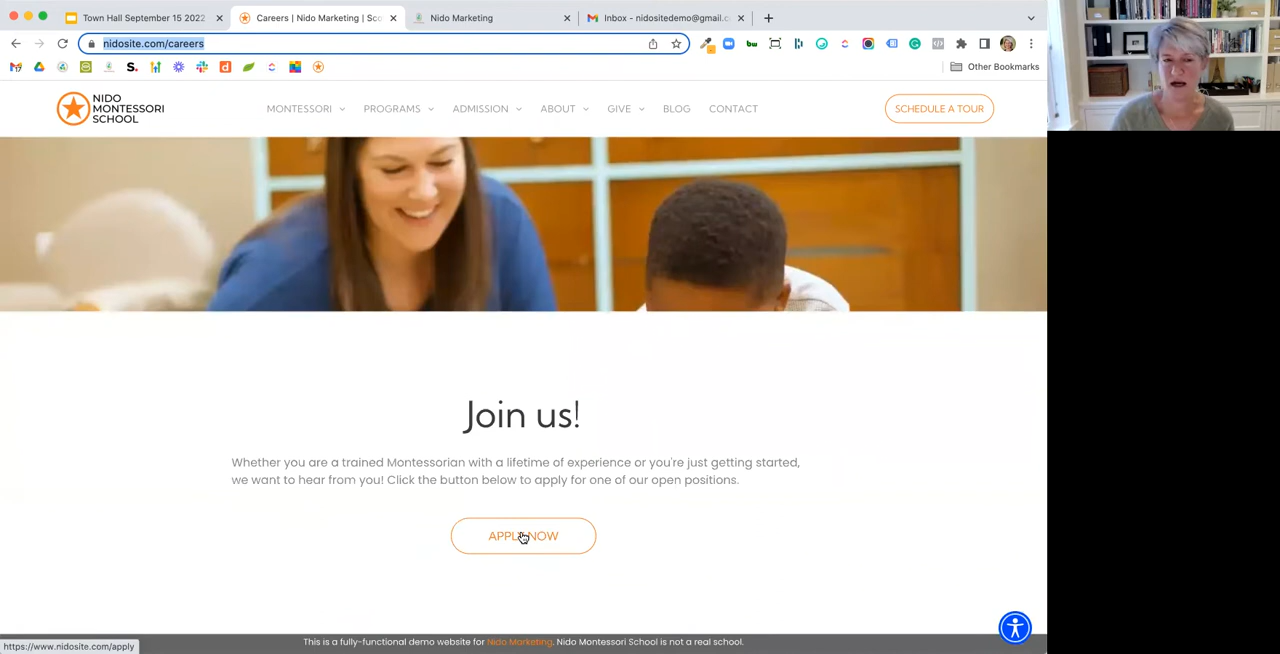 Town Hall September 15 2022
Careers | Nido Marketing | Sco
Nido Marketing
Inbox - nidositedemo@gmail.c
nidosite.com/careers
Other Bookmarks
NIDO
MONTESSORI
SCHOOL
MONTESSORI
PROGRAMS
ADMISSION
ABOUT
GIVE
BLOG
CONTACT
SCHEDULE A TOUR
Join us!
Whether you are a trained Montessorian with a lifetime of experience or you're just getting started,
we want to hear from you! Click the button below to apply for one of our open positions.
APPLY NOW
This is a fully-functional demo website for Nido Marketing. Nido Montessori School is not a real school.
https://www.nidosite.com/apply